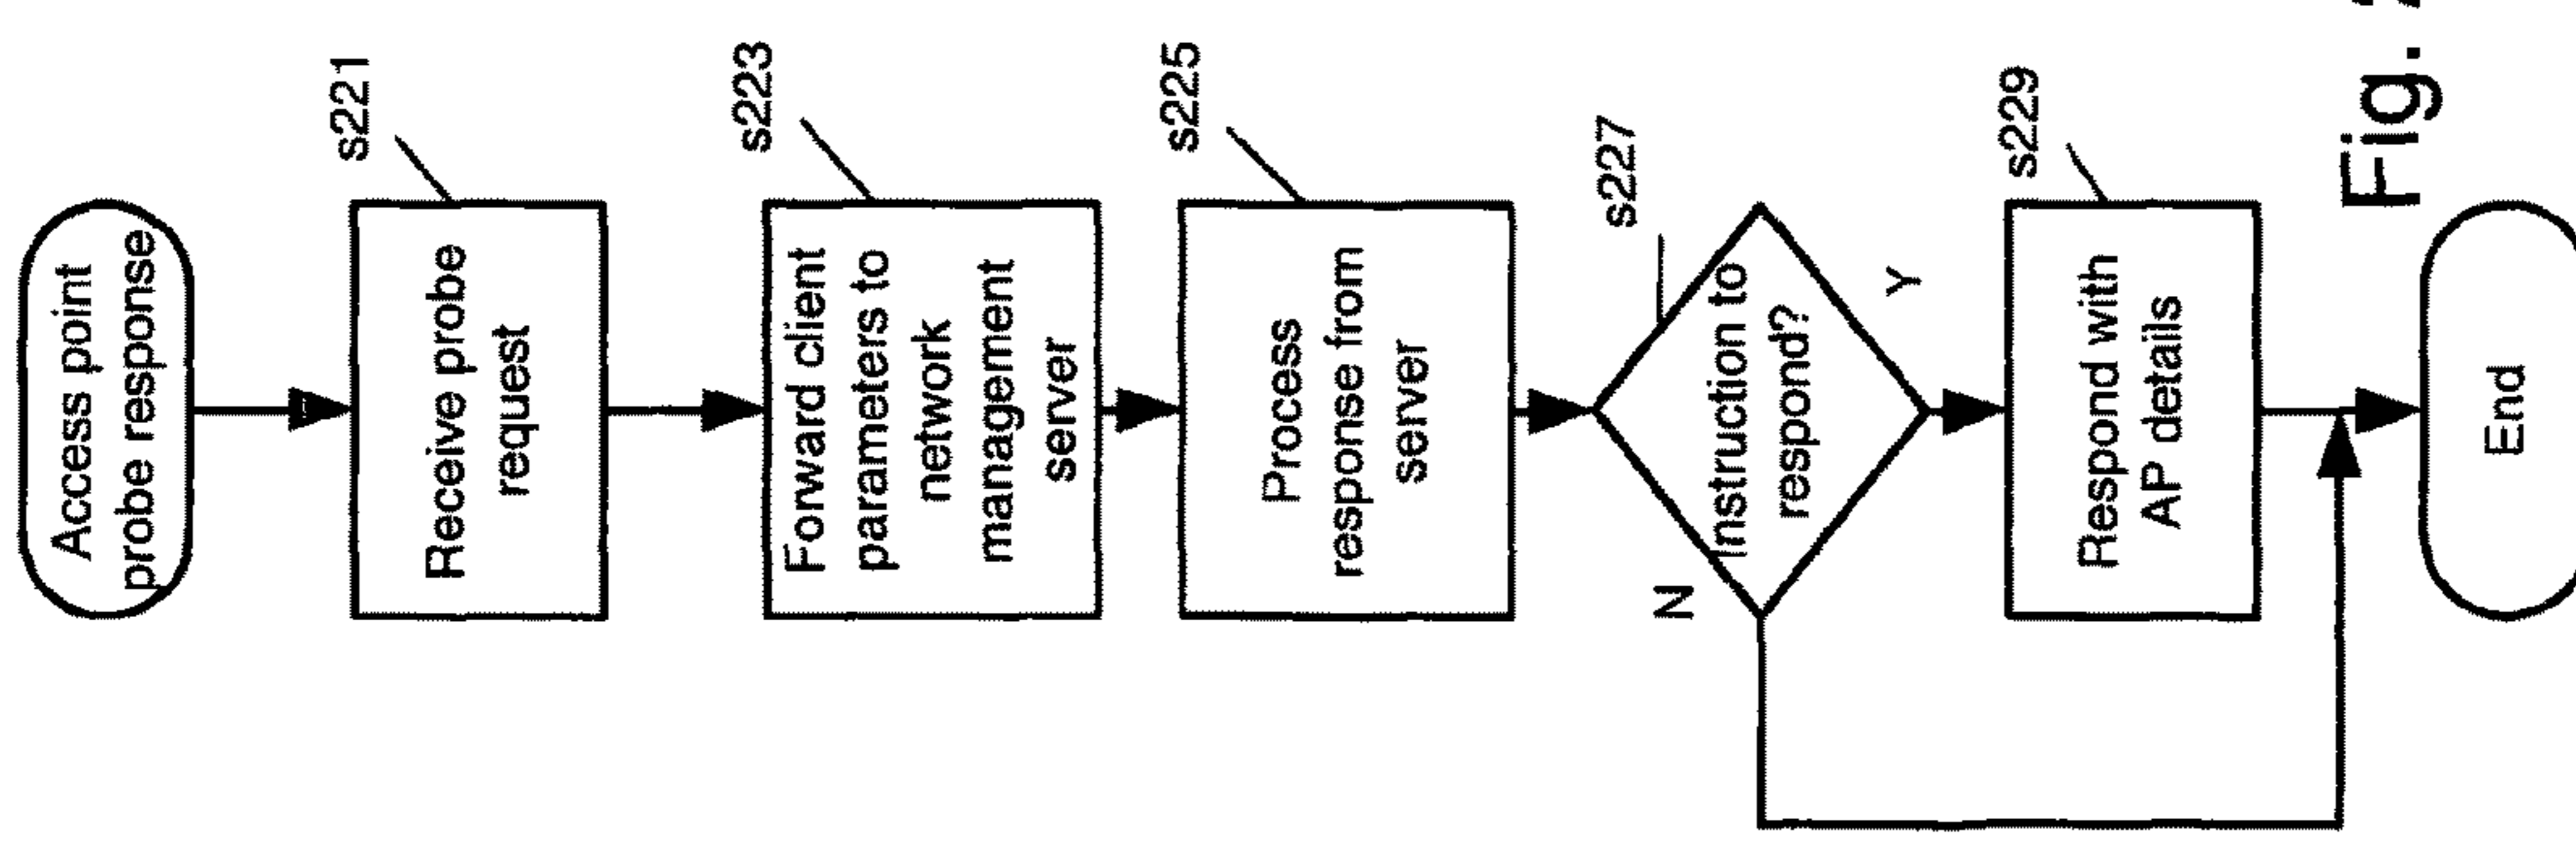 Access point
probe response
s221
Receive probe
request
s223
Forward client
parameters to
network
management
server
s225
Process
response from
server
s227
Instruction to
respond?
N
Y
s229
Respond with
AP details
Fig.
End